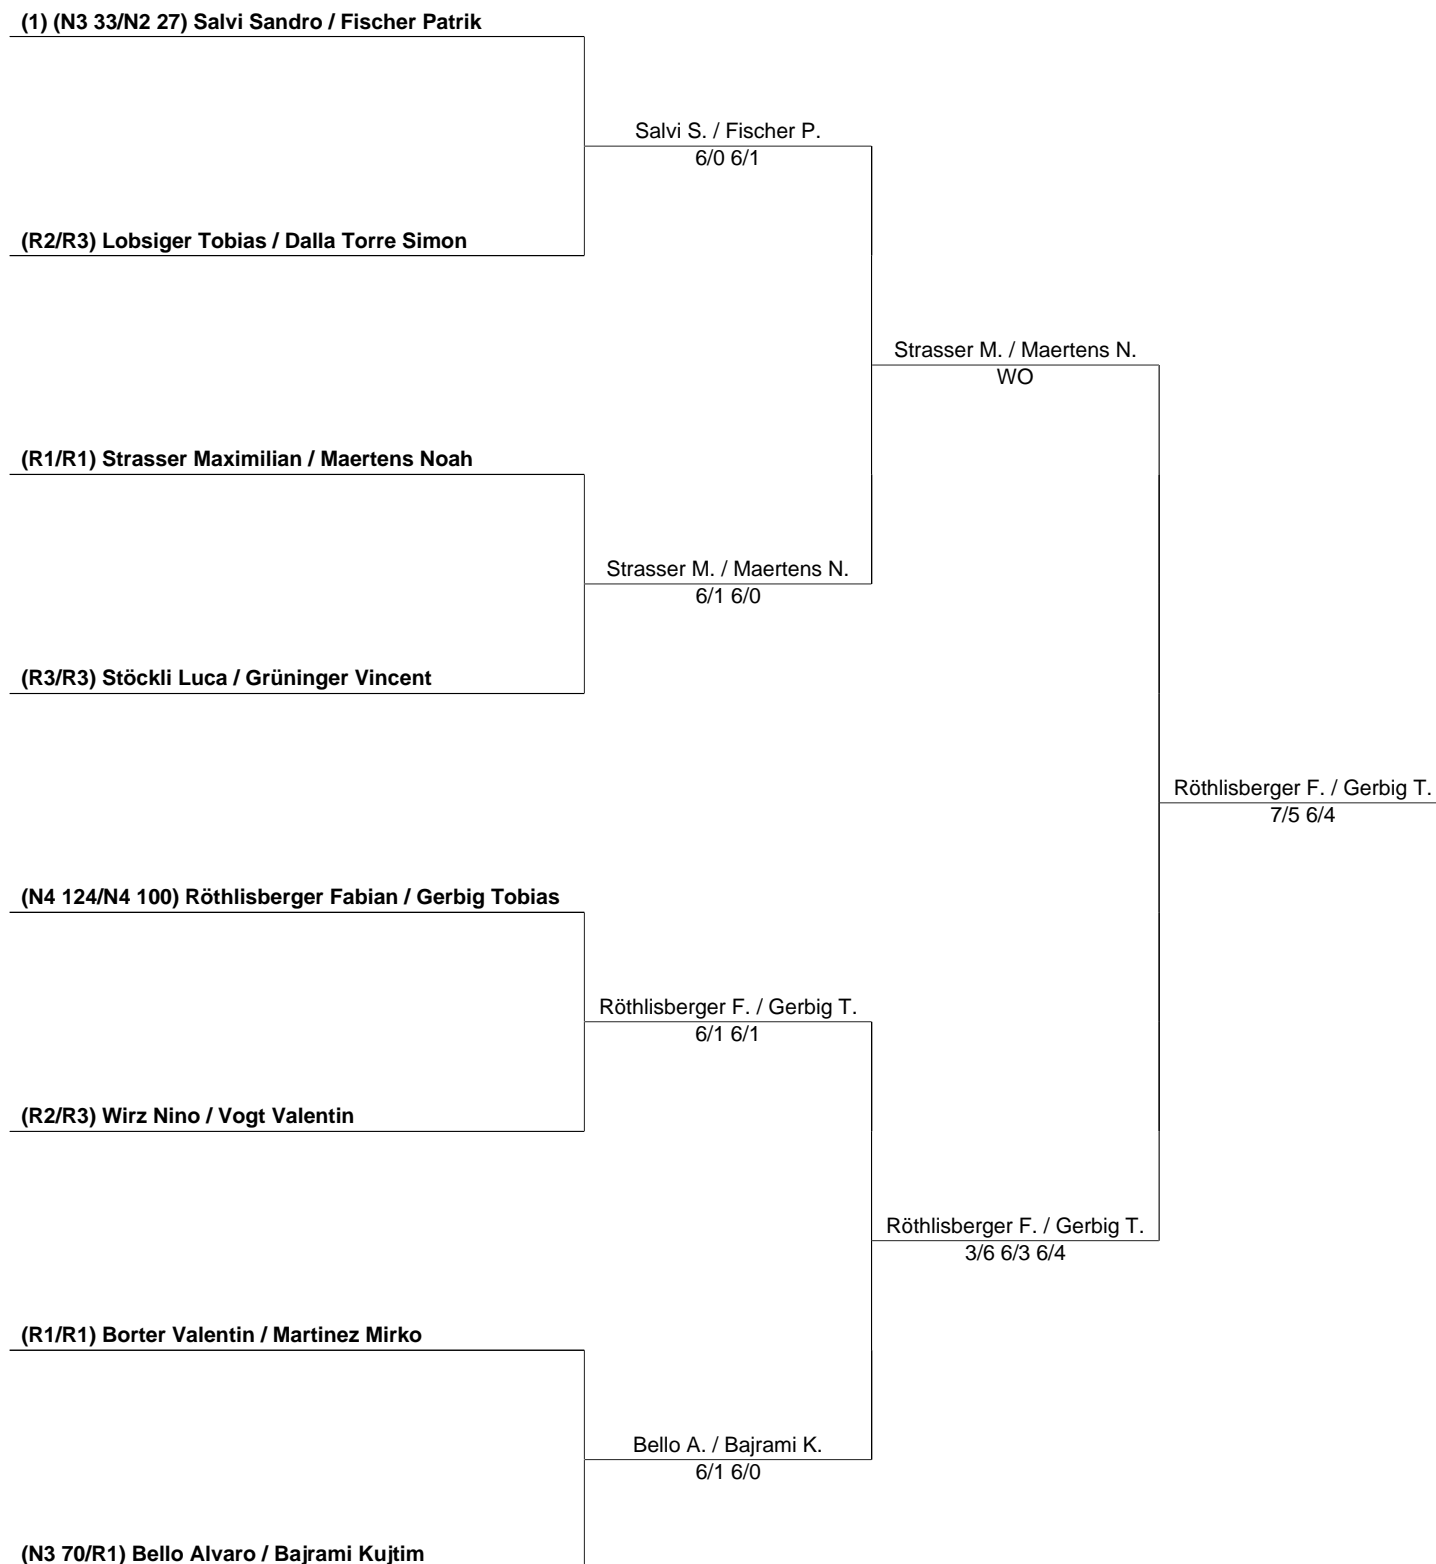 (1) (N3 33/N2 27) Salvi Sandro / Fischer Patrik
Salvi S. / Fischer P.
6/0 6/1
(R2/R3) Lobsiger Tobias / Dalla Torre Simon
Strasser M. / Maertens N.
WO
(R1/R1) Strasser Maximilian / Maertens Noah
Strasser M. / Maertens N.
6/1 6/0
(R3/R3) Stöckli Luca / Grüninger Vincent
Röthlisberger F. / Gerbig T.
7/5 6/4
(N4 124/N4 100) Röthlisberger Fabian / Gerbig Tobias
Röthlisberger F. / Gerbig T.
6/1 6/1
(R2/R3) Wirz Nino / Vogt Valentin
Röthlisberger F. / Gerbig T.
3/6 6/3 6/4
(R1/R1) Borter Valentin / Martinez Mirko
Bello A. / Bajrami K.
6/1 6/0
(N3 70/R1) Bello Alvaro / Bajrami Kujtim